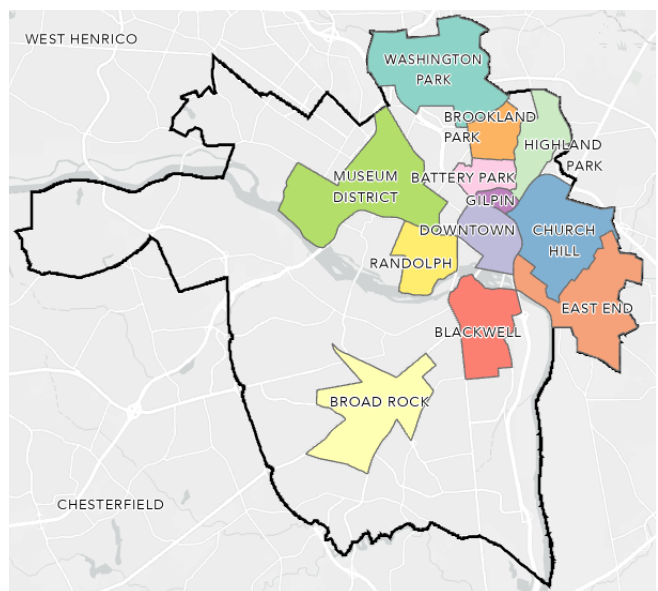 WEST HENRICO
WASHINGTON
PARK
BROOKLAND
PARK
HIGHLAND
PARK
MUSEUM
DISTRICT
BATTERY PARK
GILPIN
DOWNTOWN
CHURCH
HILL
RANDOLPH
EAST END
BLACKWELL
BROAD ROCK
CHESTERFIELD